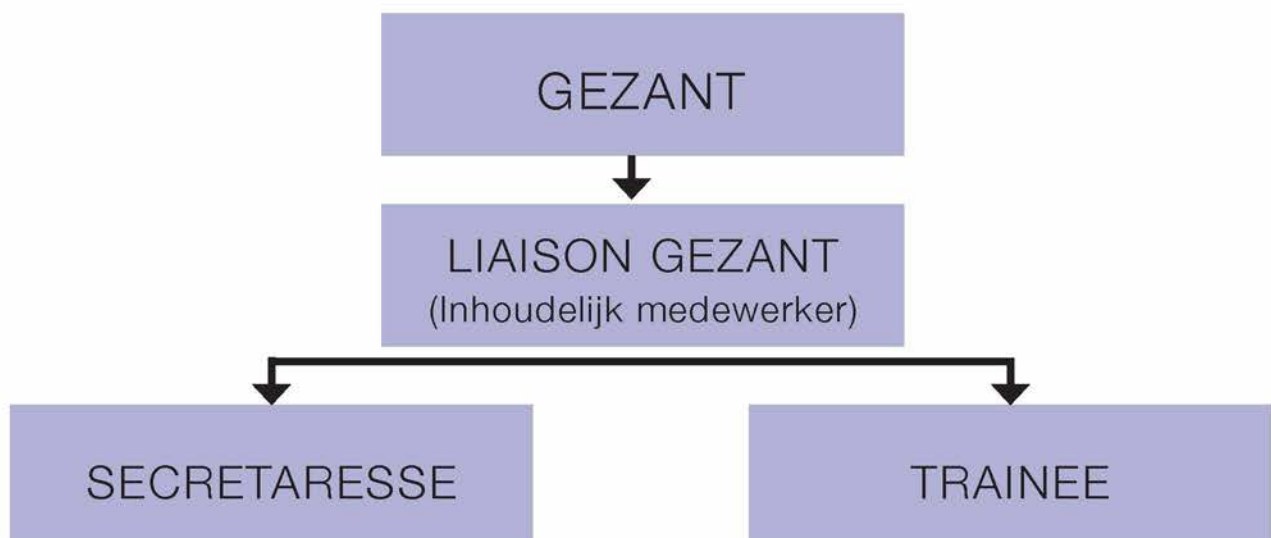 GEZANT
LIAISON GEZANT
(Inhoudelijk medewerker)
SECRETARESSE
TRAINEE